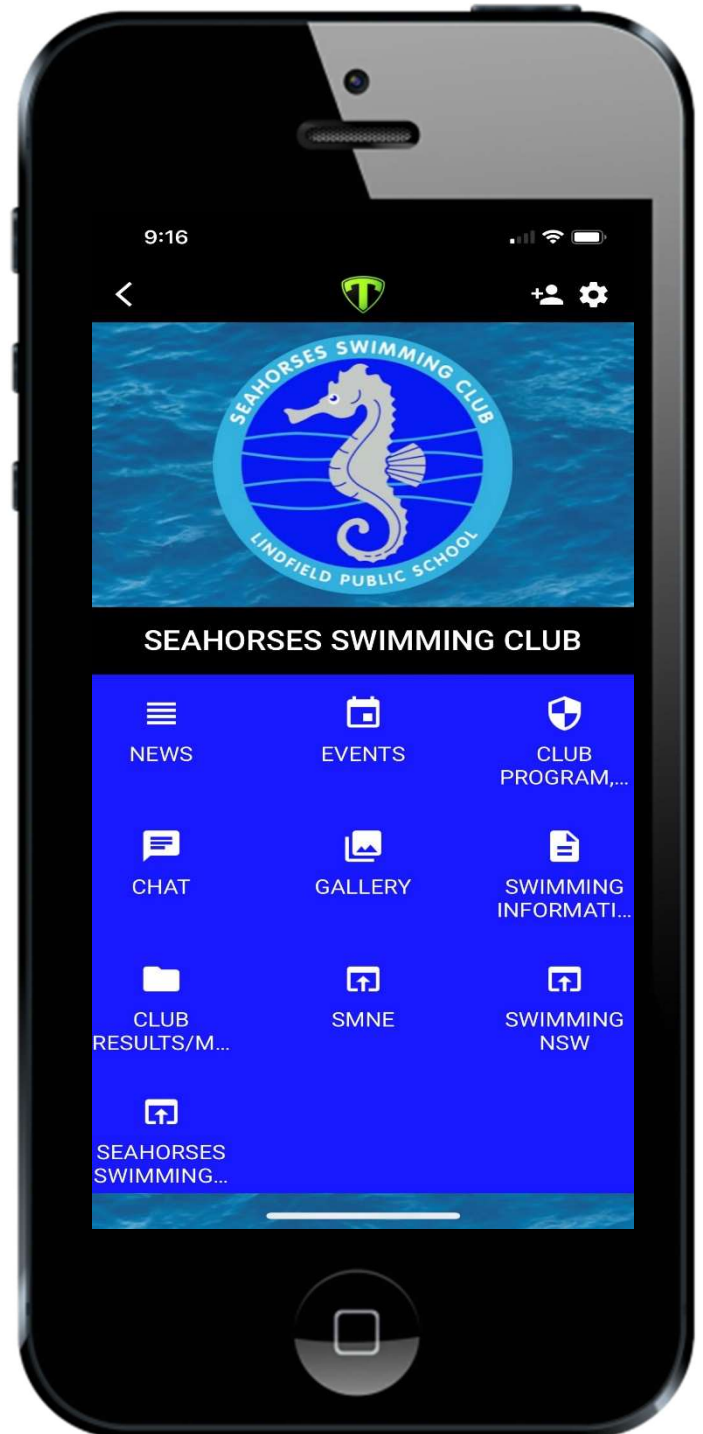 9:16
T
SEAHORSES SWIMMING CLUB
LINDFIELD PUBLIC SCHOOL
SEAHORSES SWIMMING CLUB
NEWS
EVENTS
CLUB
PROGRAM,...
CHAT
GALLERY
SWIMMING
INFORMATI...
CLUB
RESULTS/M...
SMNE
SWIMMING
NSW
SEAHORSES
SWIMMING...